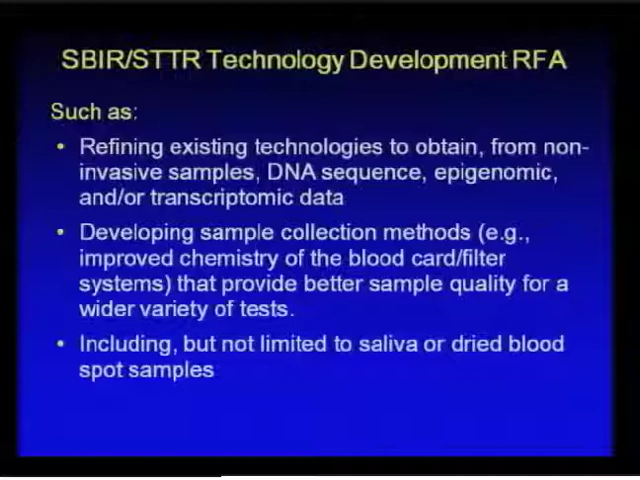 SBIR/STTR Technology Development RFA
Such as:
• Refining existing technologies to obtain, from non-
invasive samples, DNA sequence, epigenomic,
and/or transcriptomic data
• Developing sample collection methods (e.g.,
improved chemistry of the blood card/filter
systems) that provide better sample quality for a
wider variety of tests.
• Including, but not limited to saliva or dried blood
spot samples